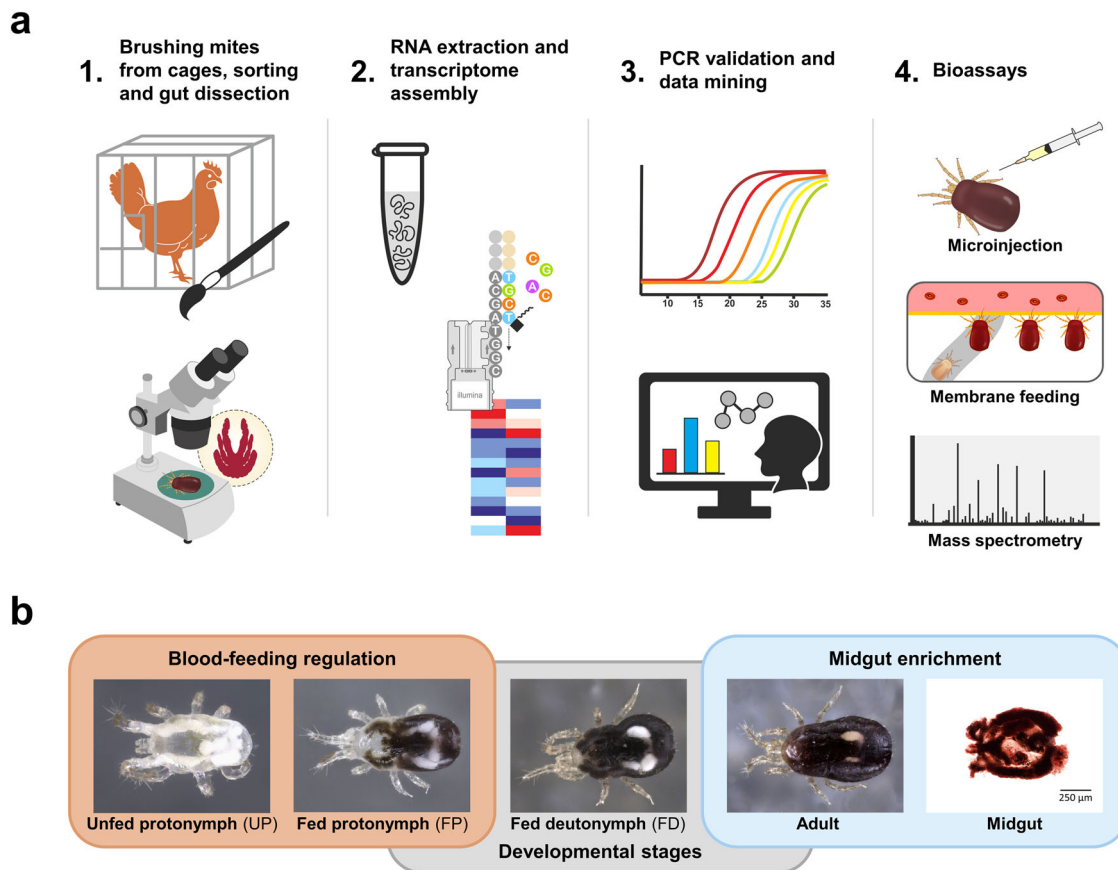 a
1. Brushing mites
from cages, sorting
and gut dissection
2. RNA extraction and
transcriptome
assembly
3. PCR validation and
data mining
4. Bioassays
A T
C G
G C
A T
T
G
G
C
C
G
A
C
illumina
10 15 20 25 30 35
Microinjection
Membrane feeding
Mass spectrometry
b
Blood-feeding regulation
Midgut enrichment
250 µm
Unfed protonymph (UP)
Fed protonymph (FP)
Fed deutonymph (FD)
Adult
Midgut
Developmental stages